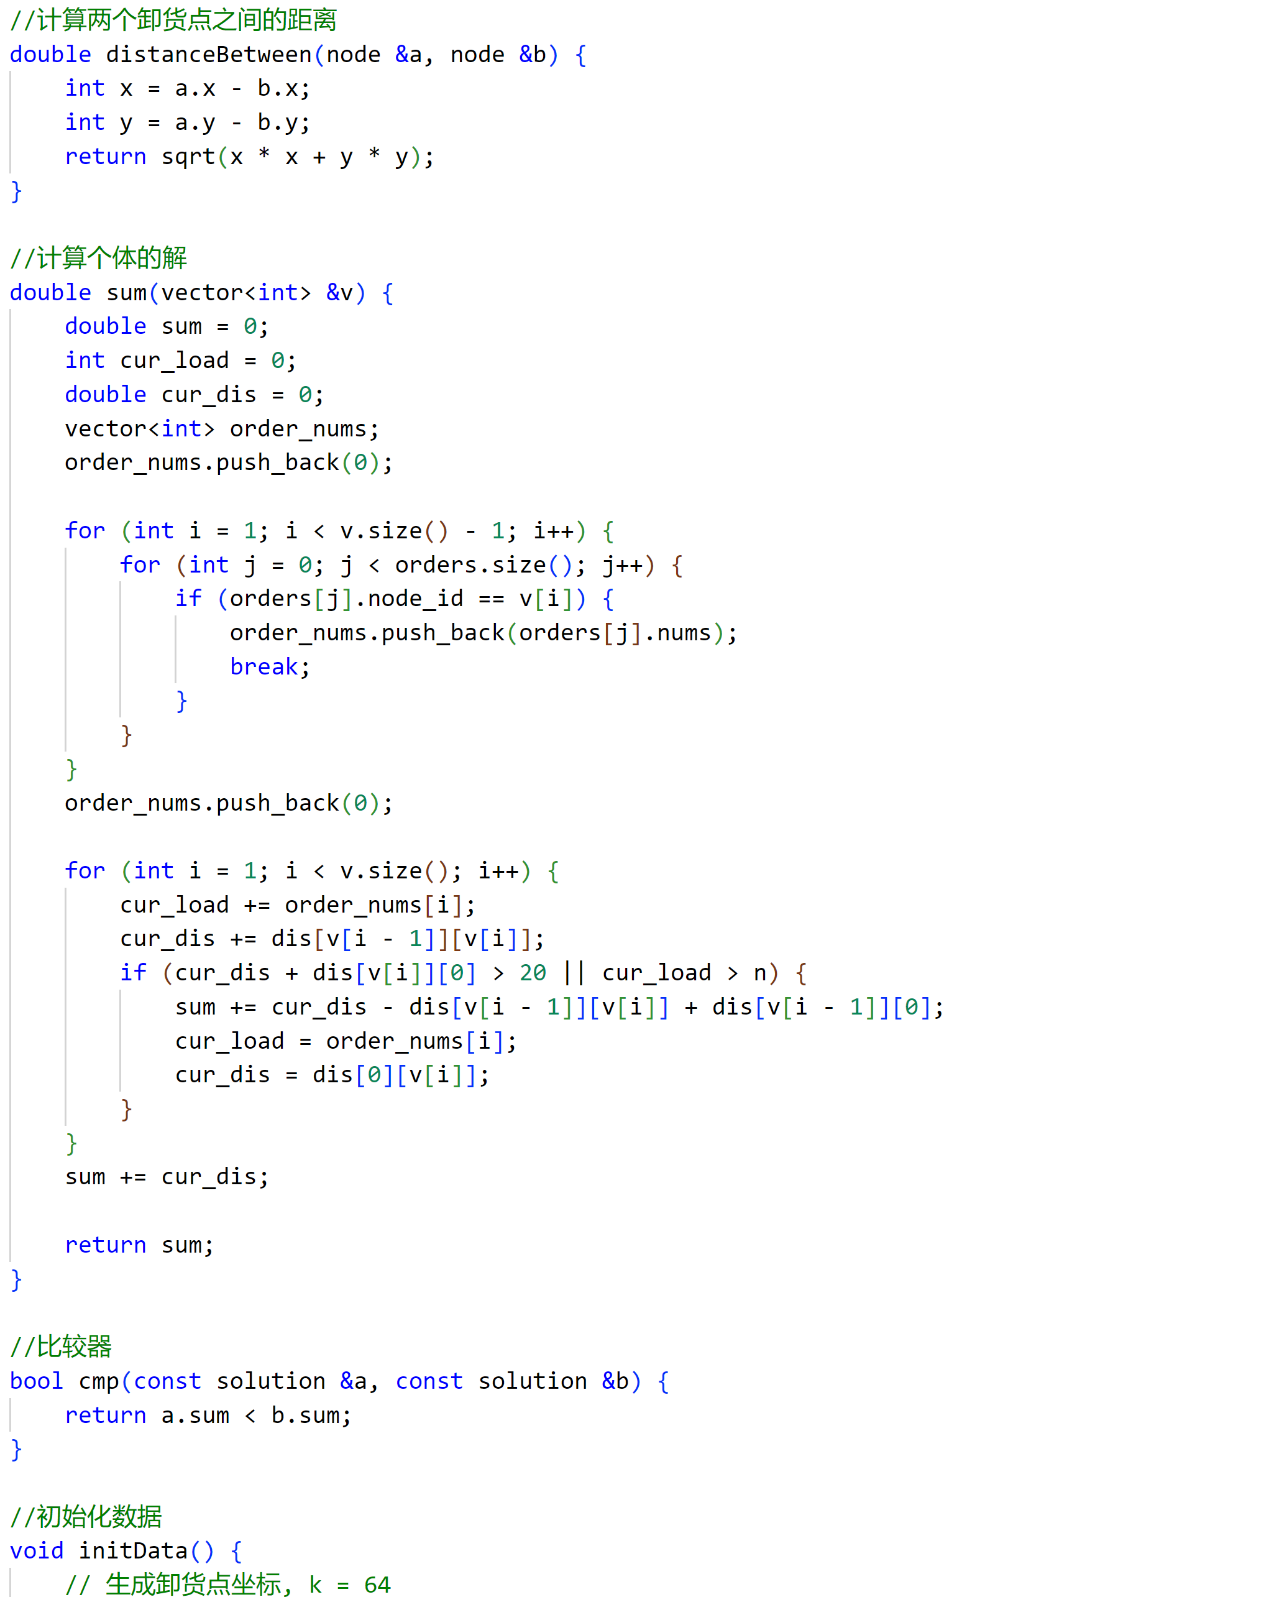 //计算两个卸货点之间的距离
double distanceBetween(node &a, node &b) {
    int x = a.x - b.x;
    int y = a.y - b.y;
    return sqrt(x * x + y * y);
}

//计算个体的解
double sum(vector<int> &v) {
    double sum = 0;
    int cur_load = 0;
    double cur_dis = 0;
    vector<int> order_nums;
    order_nums.push_back(0);

    for (int i = 1; i < v.size() - 1; i++) {
        for (int j = 0; j < orders.size(); j++) {
            if (orders[j].node_id == v[i]) {
                order_nums.push_back(orders[j].nums);
                break;
            }
        }
    }
    order_nums.push_back(0);

    for (int i = 1; i < v.size(); i++) {
        cur_load += order_nums[i];
        cur_dis += dis[v[i - 1]][v[i]];
        if (cur_dis + dis[v[i]][0] > 20 || cur_load > n) {
            sum += cur_dis - dis[v[i - 1]][v[i]] + dis[v[i - 1]][0];
            cur_load = order_nums[i];
            cur_dis = dis[0][v[i]];
        }
    }
    sum += cur_dis;

    return sum;
}

//比较器
bool cmp(const solution &a, const solution &b) {
    return a.sum < b.sum;
}

//初始化数据
void initData() {
    // 生成卸货点坐标, k = 64